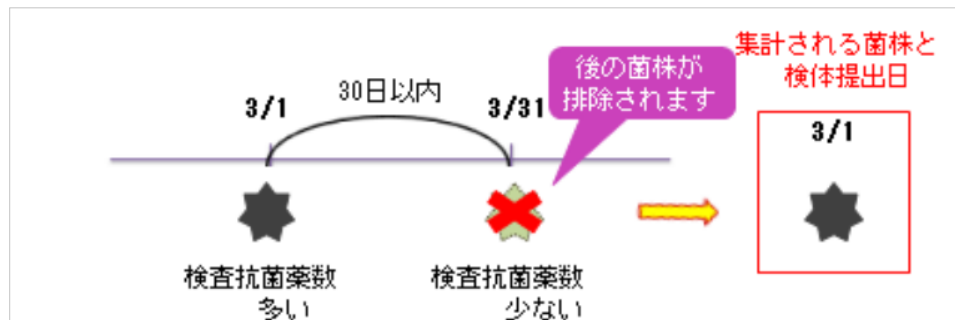 集計される菌株と
検体提出日
後の菌株が
排除されます
30日以内
3/1
3/31
3/1
検査抗菌薬数
多い
検査抗菌薬数
少ない